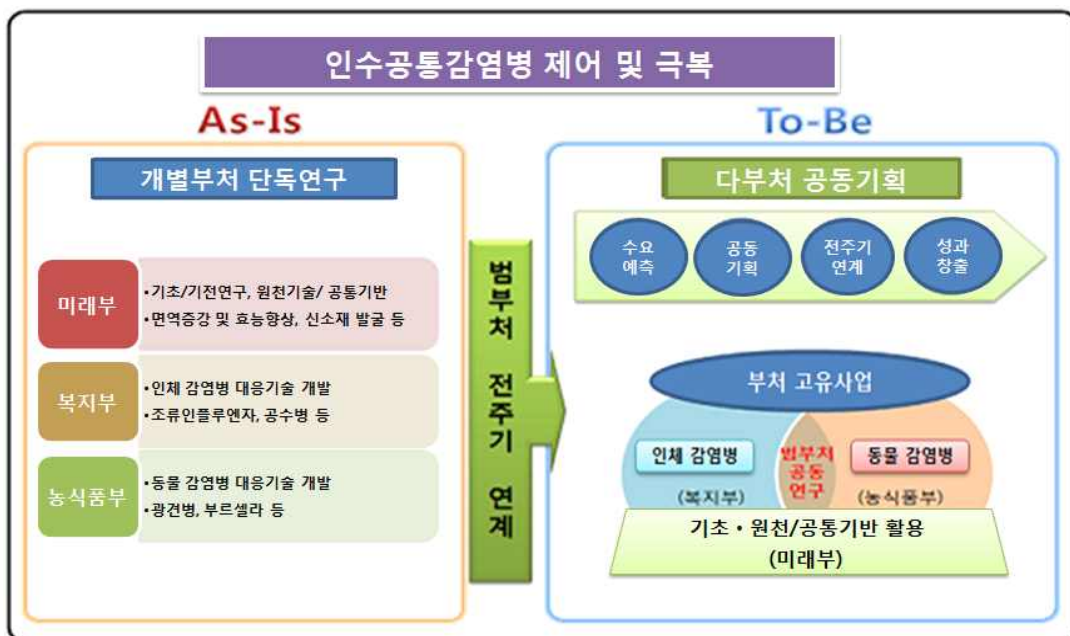 인수공통감염병 제어 및 극복
As-Is
개별부처 단독연구
미래부
•기초/기전연구, 원천기술/ 공통기반
•면역증강 및 효능향상, 신소재 발굴 등
복지부
•인체 감염병 대응기술 개발
•조류인플루엔자, 공수병 등
농식품부
•동물 감염병 대응기술 개발
•광견병, 부르셀라 등
범부처 전주기 연계
To-Be
다부처 공동기획
수요
예측
공동
기획
전주기
연계
성과
창출
부처 고유사업
인체 감염병
(복지부)
범부처
공동
연구
동물 감염병
(농식품부)
기초・원천/공통기반 활용
(미래부)